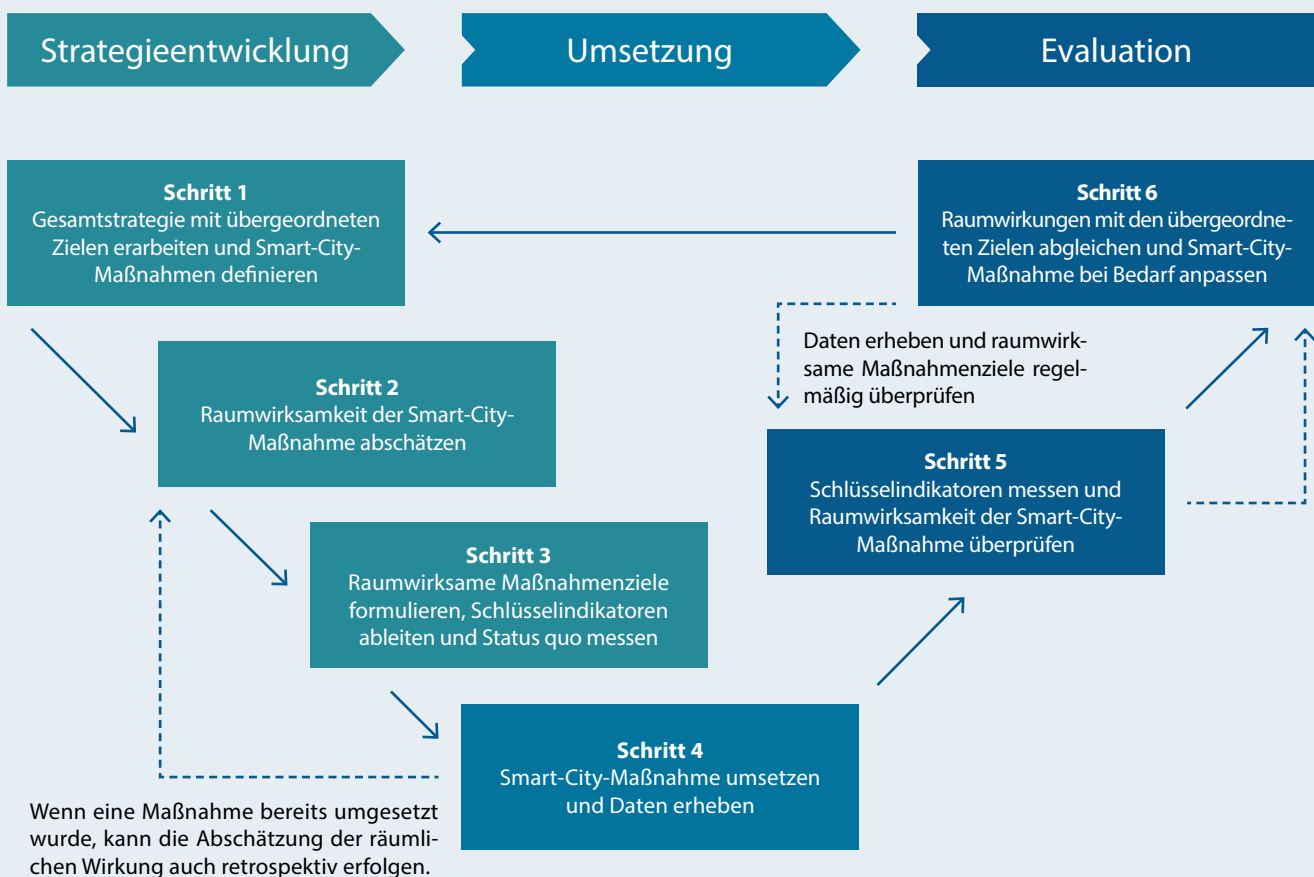 Strategieentwicklung
Umsetzung
Evaluation
Schritt 1
Gesamtstrategie mit übergeordneten
Zielen erarbeiten und Smart-City-
Maßnahmen definieren
Schritt 6
Raumwirkungen mit den übergeordne-
ten Zielen abgleichen und Smart-City-
Maßnahme bei Bedarf anpassen
Daten erheben und raumwirk-
same Maßnahmenziele regel-
mäßig überprüfen
Schritt 2
Raumwirksamkeit der Smart-City-
Maßnahme abschätzen
Schritt 5
Schlüsselindikatoren messen und
Raumwirksamkeit der Smart-City-
Maßnahme überprüfen
Schritt 3
Raumwirksame Maßnahmenziele
formulieren, Schlüsselindikatoren
ableiten und Status quo messen
Schritt 4
Smart-City-Maßnahme umsetzen
und Daten erheben
Wenn eine Maßnahme bereits umgesetzt
wurde, kann die Abschätzung der räumli-
chen Wirkung auch retrospektiv erfolgen.